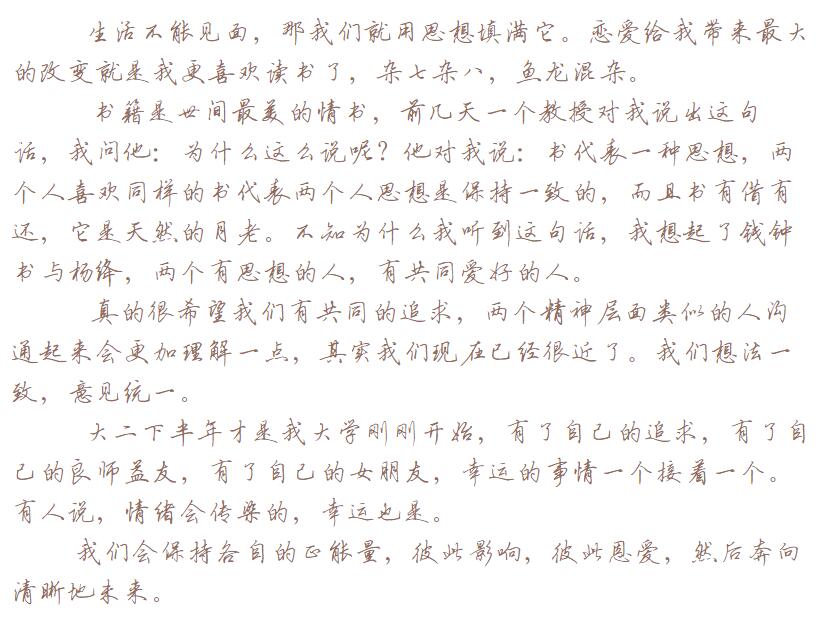 生活不能见面，那我们就用思想填满它。恋爱给我带来最大
的改变就是我更喜欢读书了，杂七杂八，鱼龙混杂。
书籍是世间最美的情书，前几天一个教授对我说出这句
话，我问他：为什么这么说呢？他对我说：书代表一种思想，两
个人喜欢同样的书代表两个人思想是保持一致的，而且书有借有
还，它是天然的月老。不知为什么我听到这句话，我想起了钱钟
书与杨绛，两个有思想的人，有共同爱好的人。
真的很希望我们有共同的追求，两个精神层面类似的人沟
通起来会更加理解一点，其实我们现在已经很近了。我们想法一
致，意见统一。
大二下半年才是我大学刚刚开始，有了自己的追求，有了自
己的良师益友，有了自己的女朋友，幸运的事情一个接着一个。
有人说，情绪会传染的，幸运也是。
我们会保持各自的正能量，彼此影响，彼此恩爱，然后奔向
清晰地未来。